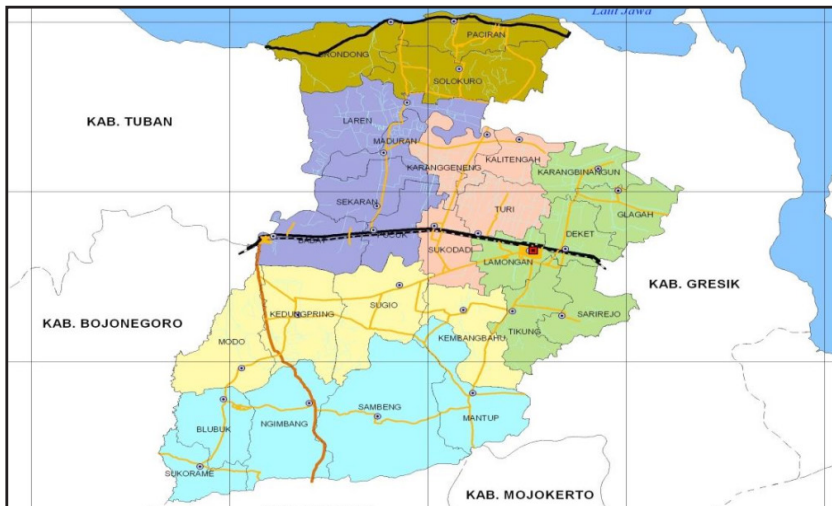 Laut Jawa
PACIRAN
BRONDONG
SOLOKURO
LAREN
KAB. TUBAN
MADURAN
KALITENGAH
KARANGGENENG
KARANGBINANGUN
SEKARAN
TURI
GLAGAH
DEKET
SUKODADI
LAMONGAN
KAB. GRESIK
SUGIO
KEDUNGPRING
SARIREJO
KAB. BOJONEGORO
TIKUNG
MODO
KEMBANGBAHU
SAMBENG
MANTUP
BLUBUK
NGIMBANG
SUKORAME
KAB. MOJOKERTO